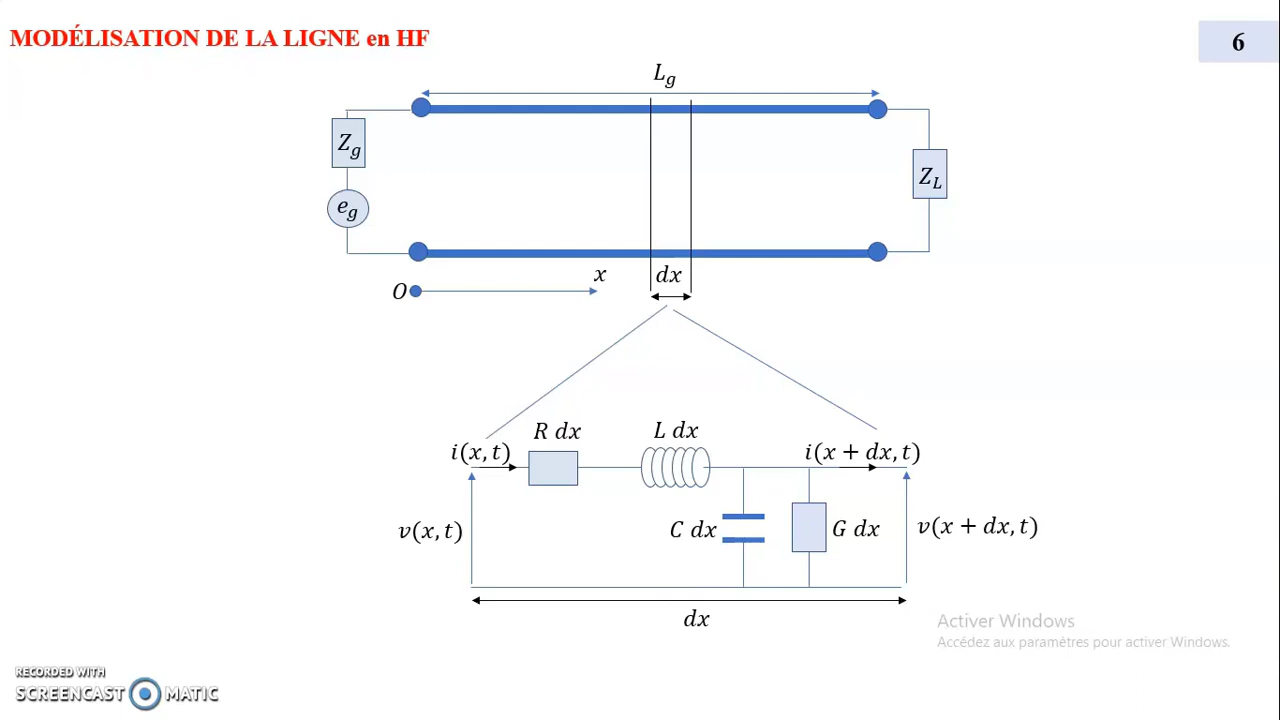 MODÉLISATION DE LA LIGNE en HF
6
L_g
Z_g
e_g
Z_L
O
x
dx
i(x, t)
R dx
L dx
i(x + dx, t)
v(x, t)
C dx
G dx
v(x + dx, t)
dx
Activer Windows
Accédez aux paramètres pour activer Windows.
RECORDED WITH
SCREENCAST MATIC